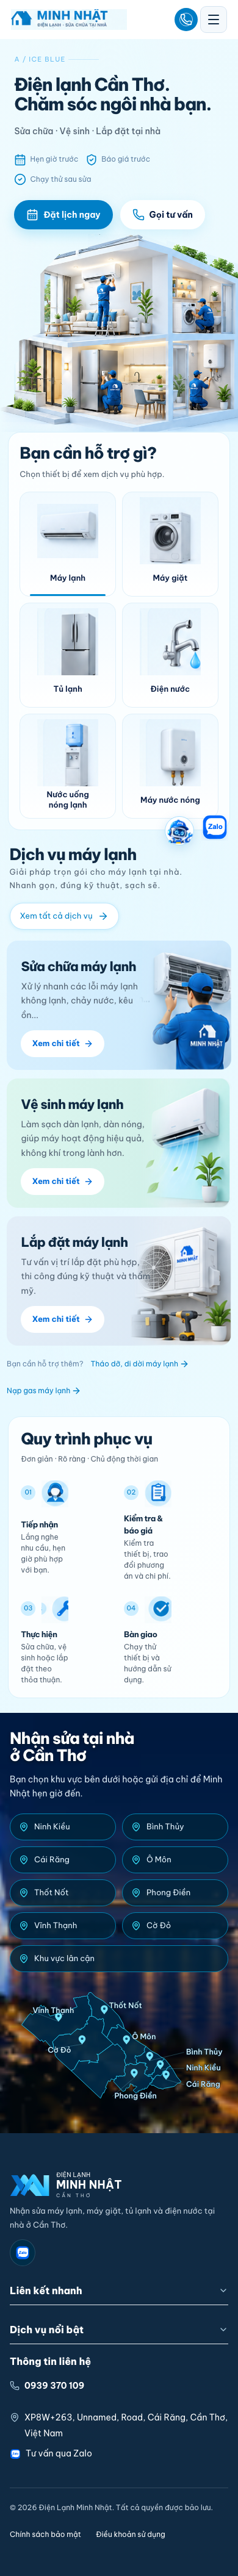 MINH NHẬT
ĐIỆN LẠNH - SỬA CHỮA TẠI CẦN THƠ
A / ICE BLUE
Điện lạnh Cần Thơ.
Chăm sóc ngôi nhà bạn.
Sửa chữa · Vệ sinh · Lắp đặt tại nhà
Hẹn giờ trước
Báo giá trước
Chạy thử sau sửa
Đặt lịch ngay
Gọi tư vấn
Bạn cần hỗ trợ gì?
Chọn thiết bị để xem dịch vụ phù hợp.
Máy lạnh
Máy giặt
Tủ lạnh
Điện nước
Nước uống
nóng lạnh
Máy nước nóng
Zalo
Dịch vụ máy lạnh
Giải pháp trọn gói cho máy lạnh tại nhà.
Nhanh gọn, đúng kỹ thuật, sạch sẽ.
Xem tất cả dịch vụ
Sửa chữa máy lạnh
Xử lý nhanh các lỗi máy lạnh
không lạnh, chảy nước, kêu
ồn...
Xem chi tiết
MINH NHẬT
Vệ sinh máy lạnh
Làm sạch dàn lạnh, dàn nóng,
giúp máy hoạt động hiệu quả,
không khí trong lành hơn.
Xem chi tiết
Lắp đặt máy lạnh
Tư vấn vị trí lắp đặt phù hợp,
thi công đúng kỹ thuật và thẩm
mỹ.
Xem chi tiết
MINH NHẬT
Bạn cần hỗ trợ thêm?
Tháo dỡ, di dời máy lạnh
Nạp gas máy lạnh
Quy trình phục vụ
Đơn giản · Rõ ràng · Chủ động thời gian
01
Tiếp nhận
Lắng nghe
nhu cầu, hẹn
giờ phù hợp
với bạn.
02
Kiểm tra &
báo giá
Kiểm tra
thiết bị, trao
đổi phương
án và chi phí.
03
Thực hiện
Sửa chữa, vệ
sinh hoặc lắp
đặt theo
thỏa thuận.
04
Bàn giao
Chạy thử
thiết bị và
hướng dẫn sử
dụng.
Nhận sửa tại nhà
ở Cần Thơ
Bạn chọn khu vực bên dưới hoặc gửi địa chỉ để Minh
Nhật hẹn giờ đến.
Ninh Kiều
Bình Thủy
Cái Răng
Ô Môn
Thốt Nốt
Phong Điền
Vĩnh Thạnh
Cờ Đỏ
Khu vực lân cận
Thốt Nốt
Vĩnh Thạnh
Ô Môn
Cờ Đỏ
Bình Thủy
Ninh Kiều
Cái Răng
Phong Điền
ĐIỆN LẠNH
MINH NHẬT
CẦN THƠ
Nhận sửa máy lạnh, máy giặt, tủ lạnh và điện nước tại
nhà ở Cần Thơ.
Liên kết nhanh
Dịch vụ nổi bật
Thông tin liên hệ
0939 370 109
XP8W+263, Unnamed, Road, Cái Răng, Cần Thơ,
Việt Nam
Tư vấn qua Zalo
© 2026 Điện Lạnh Minh Nhật. Tất cả quyền được bảo lưu.
Chính sách bảo mật
Điều khoản sử dụng